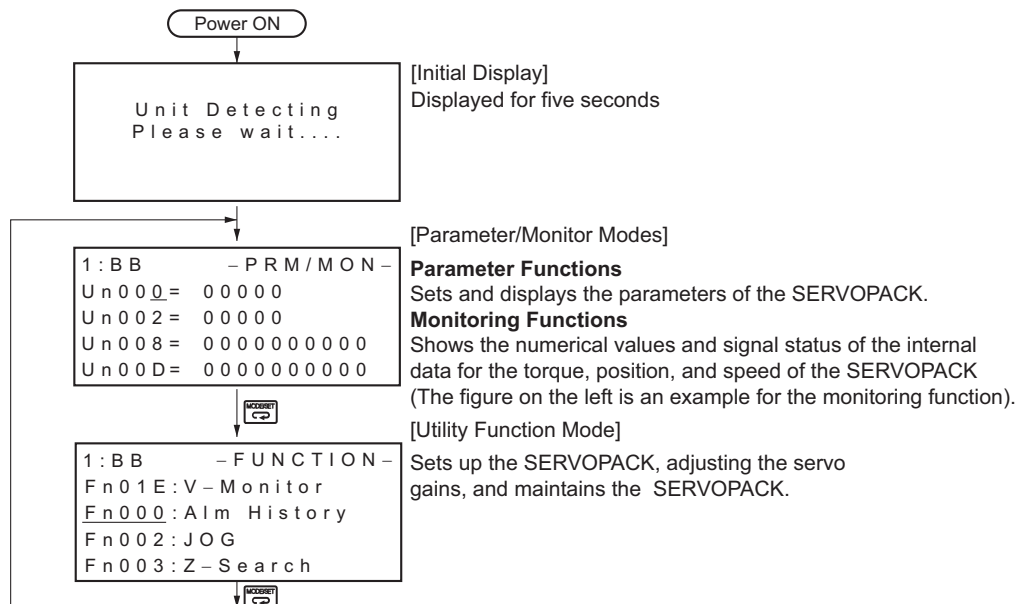 Power ON
Unit Detecting
Please wait....
[Initial Display]
Displayed for five seconds
1:BB –PRM/MON–
Un000= 00000
Un002= 00000
Un008= 0000000000
Un00D= 0000000000
[Parameter/Monitor Modes]
Parameter Functions
Sets and displays the parameters of the SERVOPACK.
Monitoring Functions
Shows the numerical values and signal status of the internal
data for the torque, position, and speed of the SERVOPACK
(The figure on the left is an example for the monitoring function).
MODE/SET
1:BB –FUNCTION–
Fn01E:V–Monitor
Fn000:Alm History
Fn002:JOG
Fn003:Z–Search
[Utility Function Mode]
Sets up the SERVOPACK, adjusting the servo
gains, and maintains the SERVOPACK.
MODE/SET